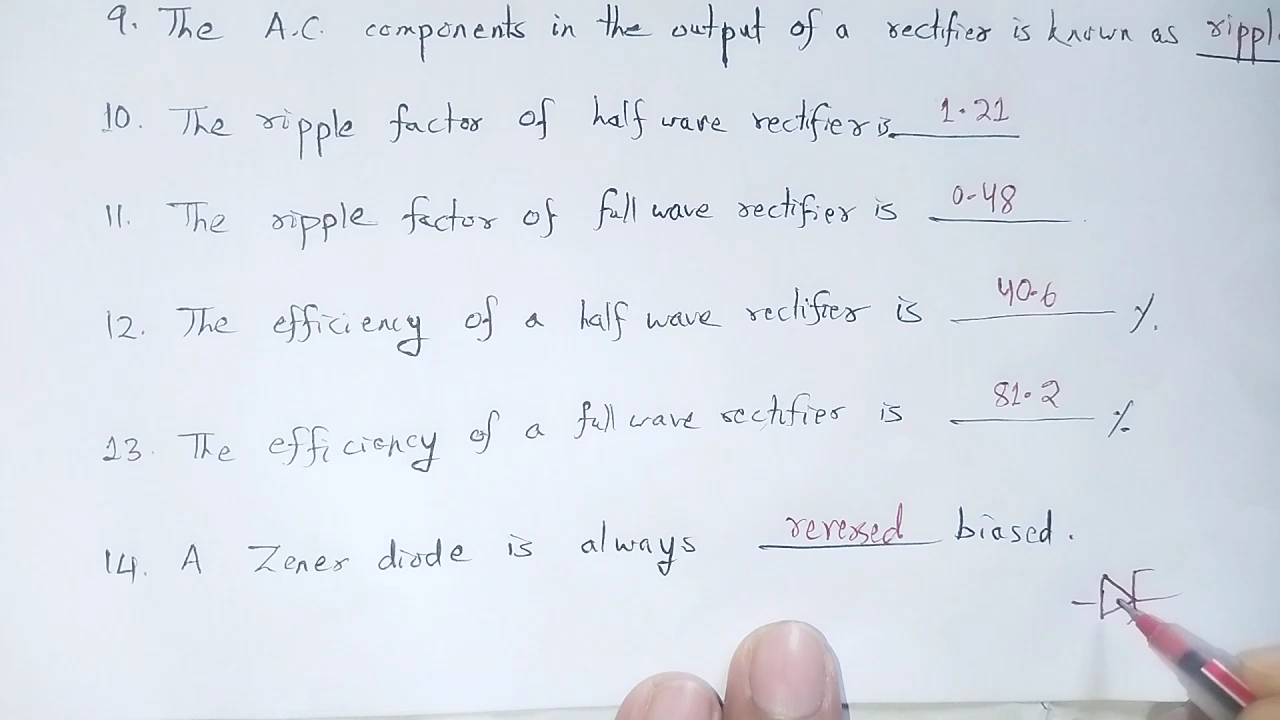 9. The A.C. components in the output of a rectifier is known as ripple
10. The ripple factor of half wave rectifier is 1.21
11. The ripple factor of full wave rectifier is 0.48
12. The efficiency of a half wave rectifier is 40.6 %.
13. The efficiency of a full wave rectifier is 81.2 %.
14. A Zener diode is always reversed biased.